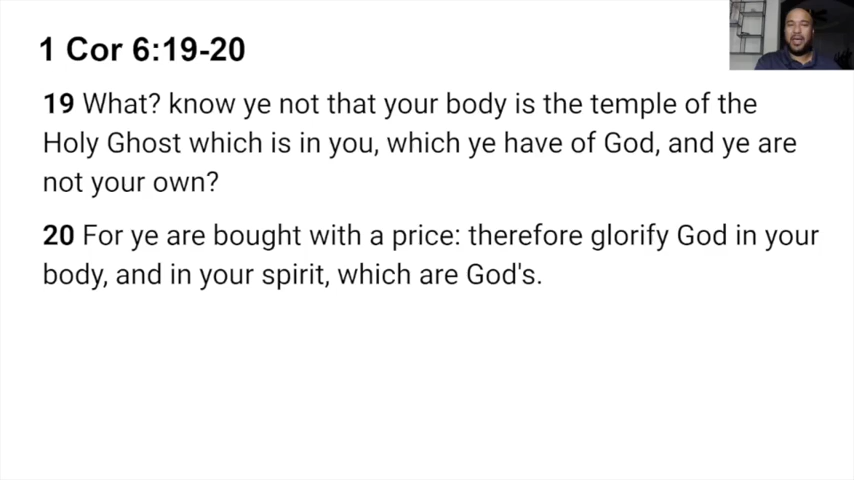 1 Cor 6:19-20
19 What? know ye not that your body is the temple of the
Holy Ghost which is in you, which ye have of God, and ye are
not your own?
20 For ye are bought with a price: therefore glorify God in your
body, and in your spirit, which are God's.